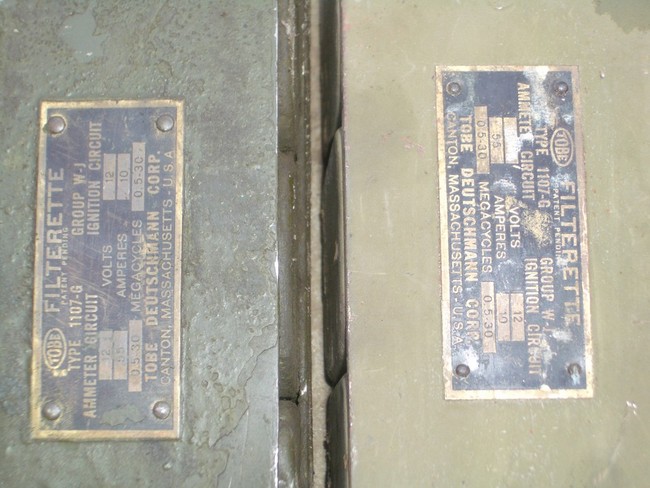 TOBE FILTERETTE
PATENT PENDING
TYPE 1107-G GROUP W-J
AMMETER CIRCUIT IGNITION CIRCUIT
12 VOLTS 12
AMPERES 10
0.5-30 MEGACYCLES 0.5-30
TOBE DEUTSCHMANN CORP.
CANTON, MASSACHUSETTS - U.S.A.
TOBE FILTERETTE
PATENT PENDING
TYPE 1107-G GROUP W-J
AMMETER CIRCUIT IGNITION CIRCUIT
VOLTS 12
55 AMPERES 10
0.5-30 MEGACYCLES 0.5-30
TOBE DEUTSCHMANN CORP.
CANTON, MASSACHUSETTS - U.S.A.